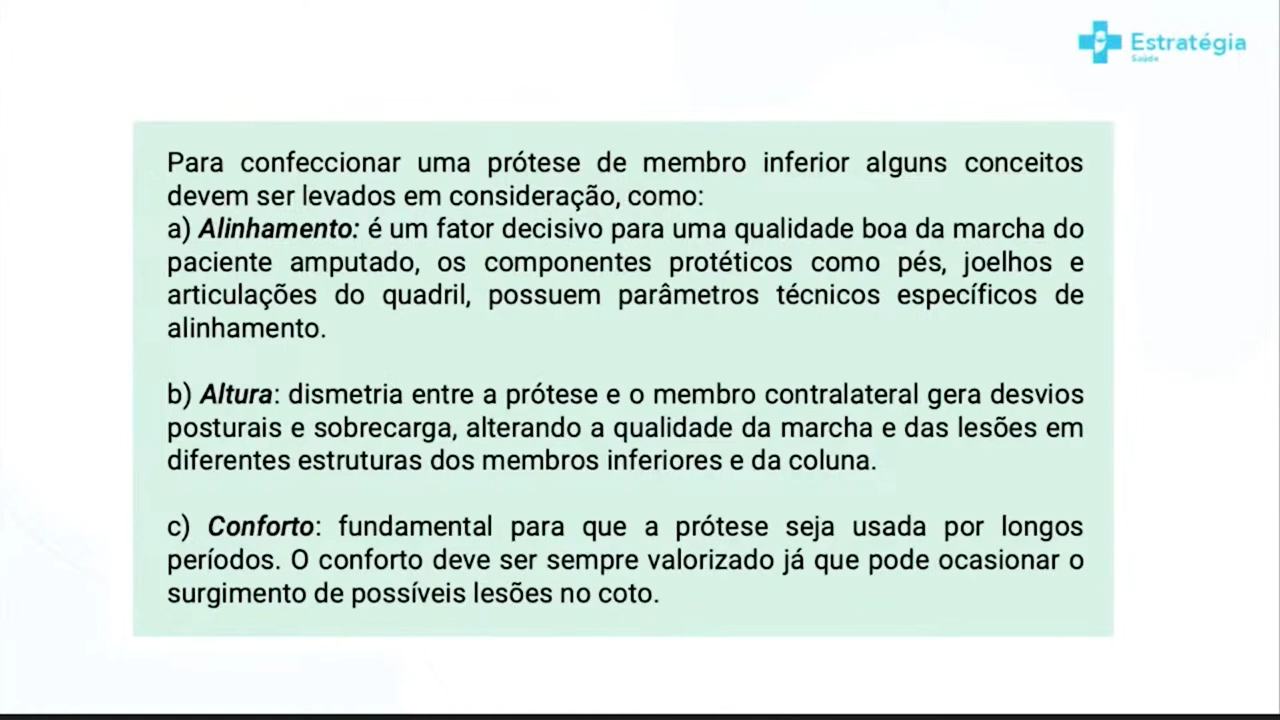 Estratégia
Saúde
Para confeccionar uma prótese de membro inferior alguns conceitos
devem ser levados em consideração, como:
a) Alinhamento: é um fator decisivo para uma qualidade boa da marcha do
paciente amputado, os componentes protéticos como pés, joelhos e
articulações do quadril, possuem parâmetros técnicos específicos de
alinhamento.
b) Altura: dismetria entre a prótese e o membro contralateral gera desvios
posturais e sobrecarga, alterando a qualidade da marcha e das lesões em
diferentes estruturas dos membros inferiores e da coluna.
c) Conforto: fundamental para que a prótese seja usada por longos
períodos. O conforto deve ser sempre valorizado já que pode ocasionar o
surgimento de possíveis lesões no coto.